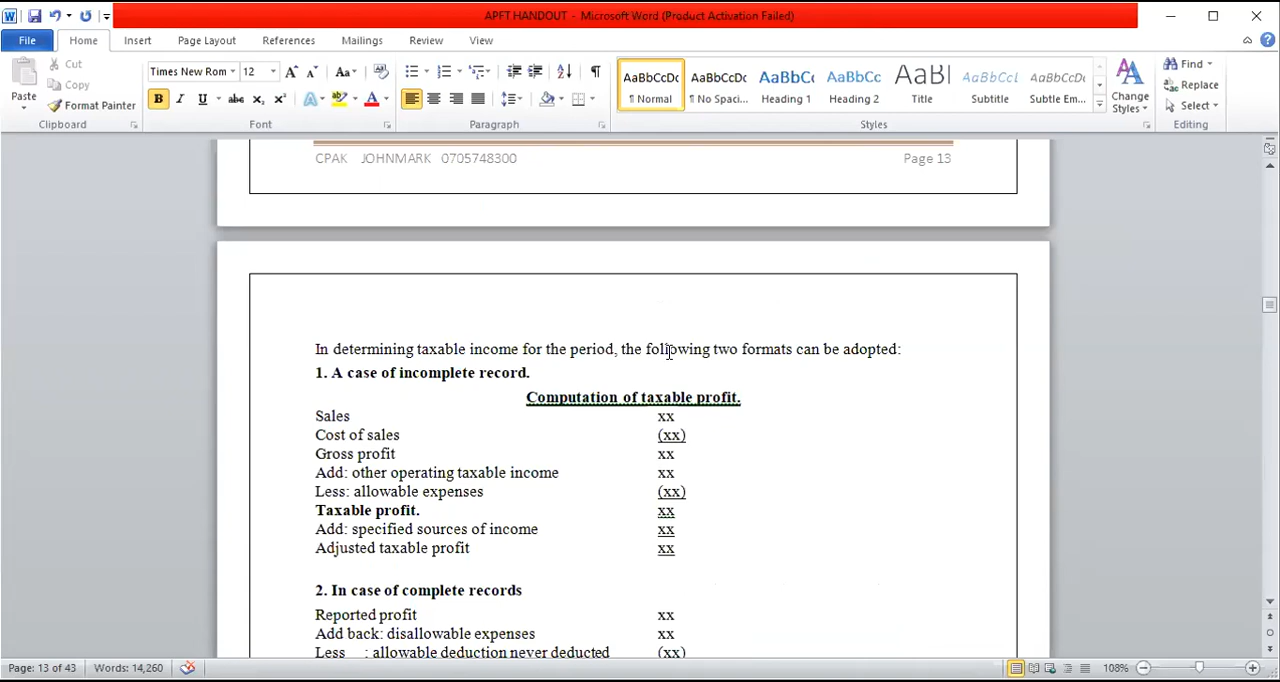 APFT HANDOUT - Microsoft Word (Product Activation Failed)
File Home Insert Page Layout References Mailings Review View
Paste
Cut
Copy
Format Painter
Clipboard
Times New Rom 12
Font
Paragraph
AaBbCcDc AaBbCcDc AaBbC AaBbCc AaB AaBbCcl AaBbCcDc
¶ Normal ¶ No Spaci... Heading 1 Heading 2 Title Subtitle Subtle Em...
Styles
Change Styles
Find
Replace
Select
Editing
CPAK JOHNMARK 0705748300 Page 13
In determining taxable income for the period, the following two formats can be adopted:
1. A case of incomplete record.
Computation of taxable profit.
Sales xx
Cost of sales (xx)
Gross profit xx
Add: other operating taxable income xx
Less: allowable expenses (xx)
Taxable profit. xx
Add: specified sources of income xx
Adjusted taxable profit xx
2. In case of complete records
Reported profit xx
Add back: disallowable expenses xx
Less : allowable deduction never deducted (xx)
Page: 13 of 43 Words: 14,260 108%